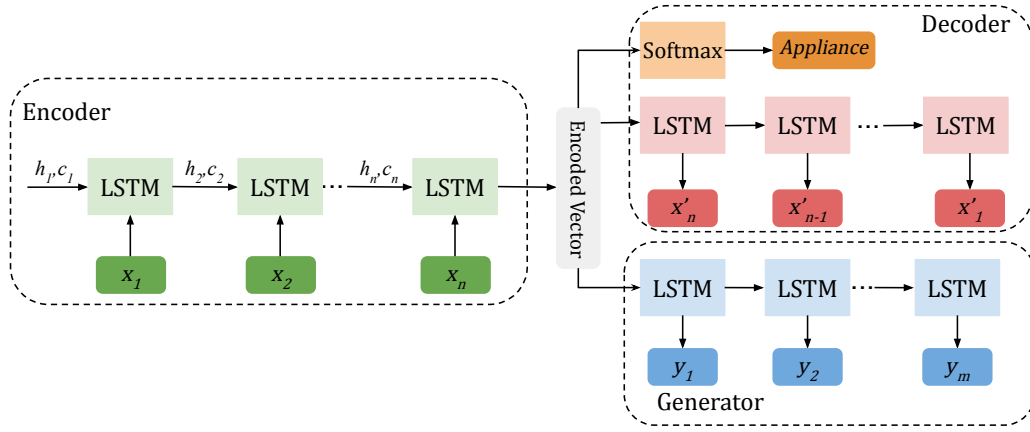 Decoder
Softmax
Appliance
Encoder
LSTM
LSTM
...
LSTM
Encoded Vector
h1,c1
h2,c2
hn,cn
LSTM
LSTM
...
LSTM
x'n
x'n-1
x'1
x1
x2
xn
LSTM
LSTM
...
LSTM
y1
y2
ym
Generator